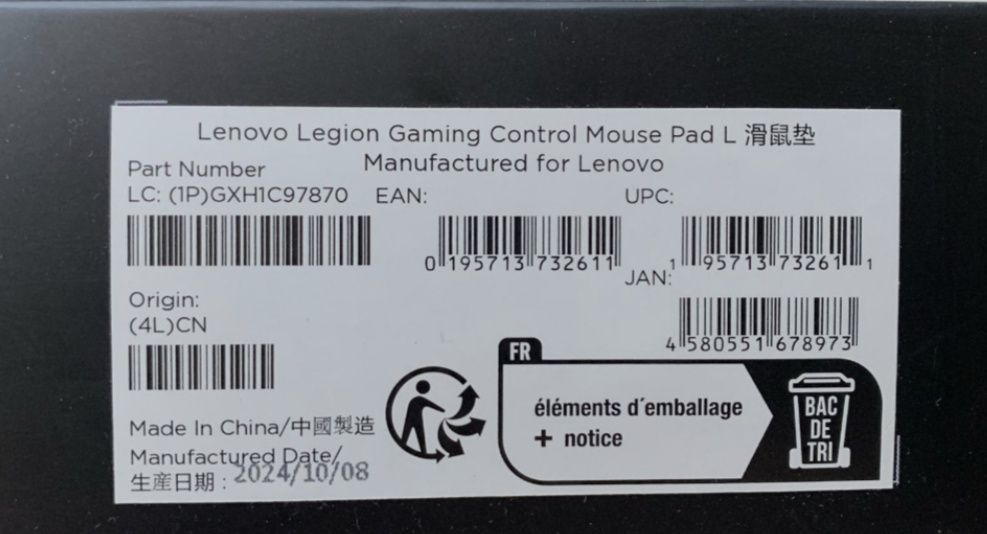 Lenovo Legion Gaming Control Mouse Pad L 滑鼠垫
Manufactured for Lenovo
Part Number
LC: (1P)GXH1C97870
EAN:
UPC:
0 195713 732611
1 95713 73261 1
JAN:
4 580551 678973
Origin:
(4L)CN
Made In China/中國製造
Manufactured Date/
生産日期 : 2024/10/08
FR
éléments d´emballage
+ notice
BAC
DE
TRI